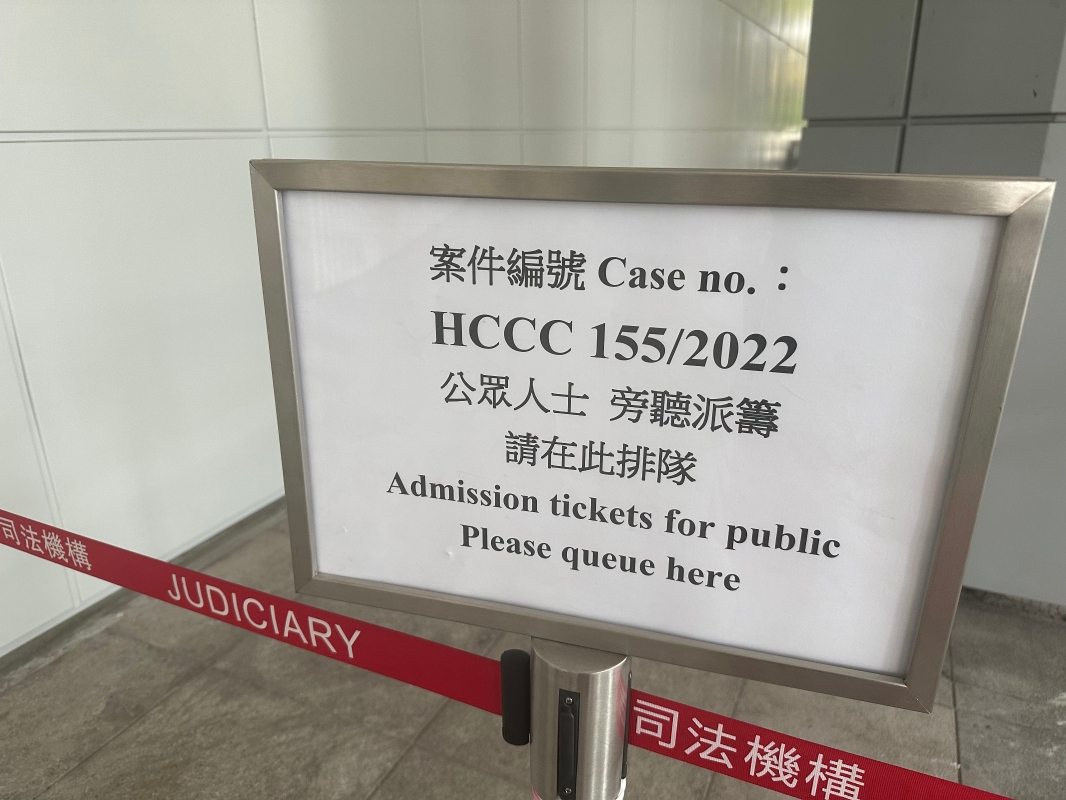 案件編號 Case no.：
HCCC 155/2022
公眾人士 旁聽派籌
請在此排隊
Admission tickets for public
Please queue here
司法機構 JUDICIARY
司法機構